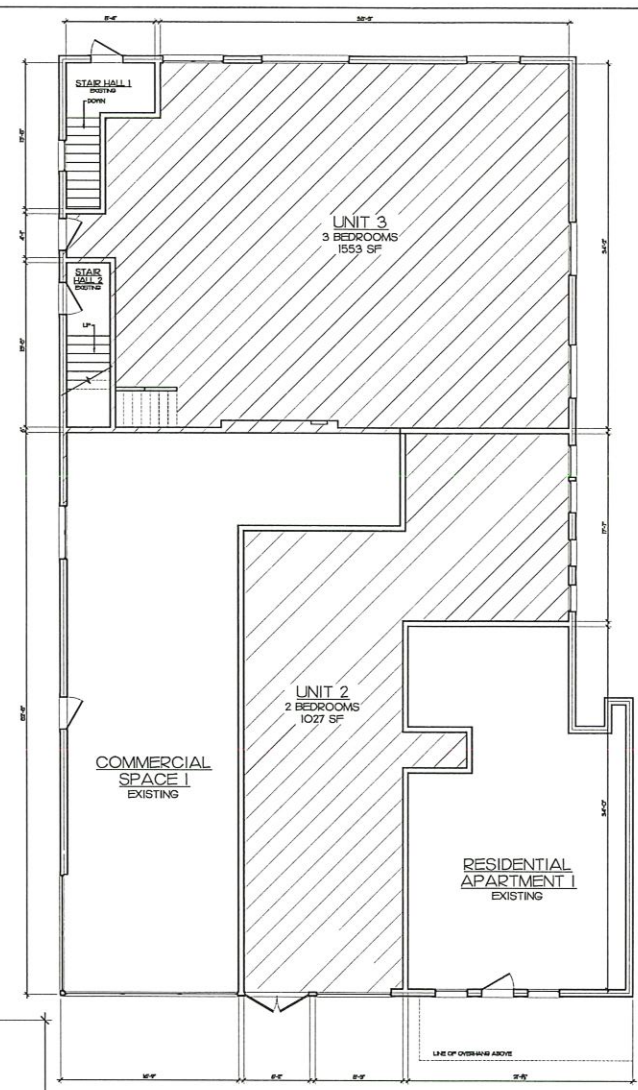 STAIR HALL 1
EXISTING
DOWN
UNIT 3
3 BEDROOMS
1553 SF
STAIR
HALL 2
EXISTING
UP
UNIT 2
2 BEDROOMS
1027 SF
COMMERCIAL
SPACE 1
EXISTING
RESIDENTIAL
APARTMENT 1
EXISTING
LINE OF OVERHANG ABOVE